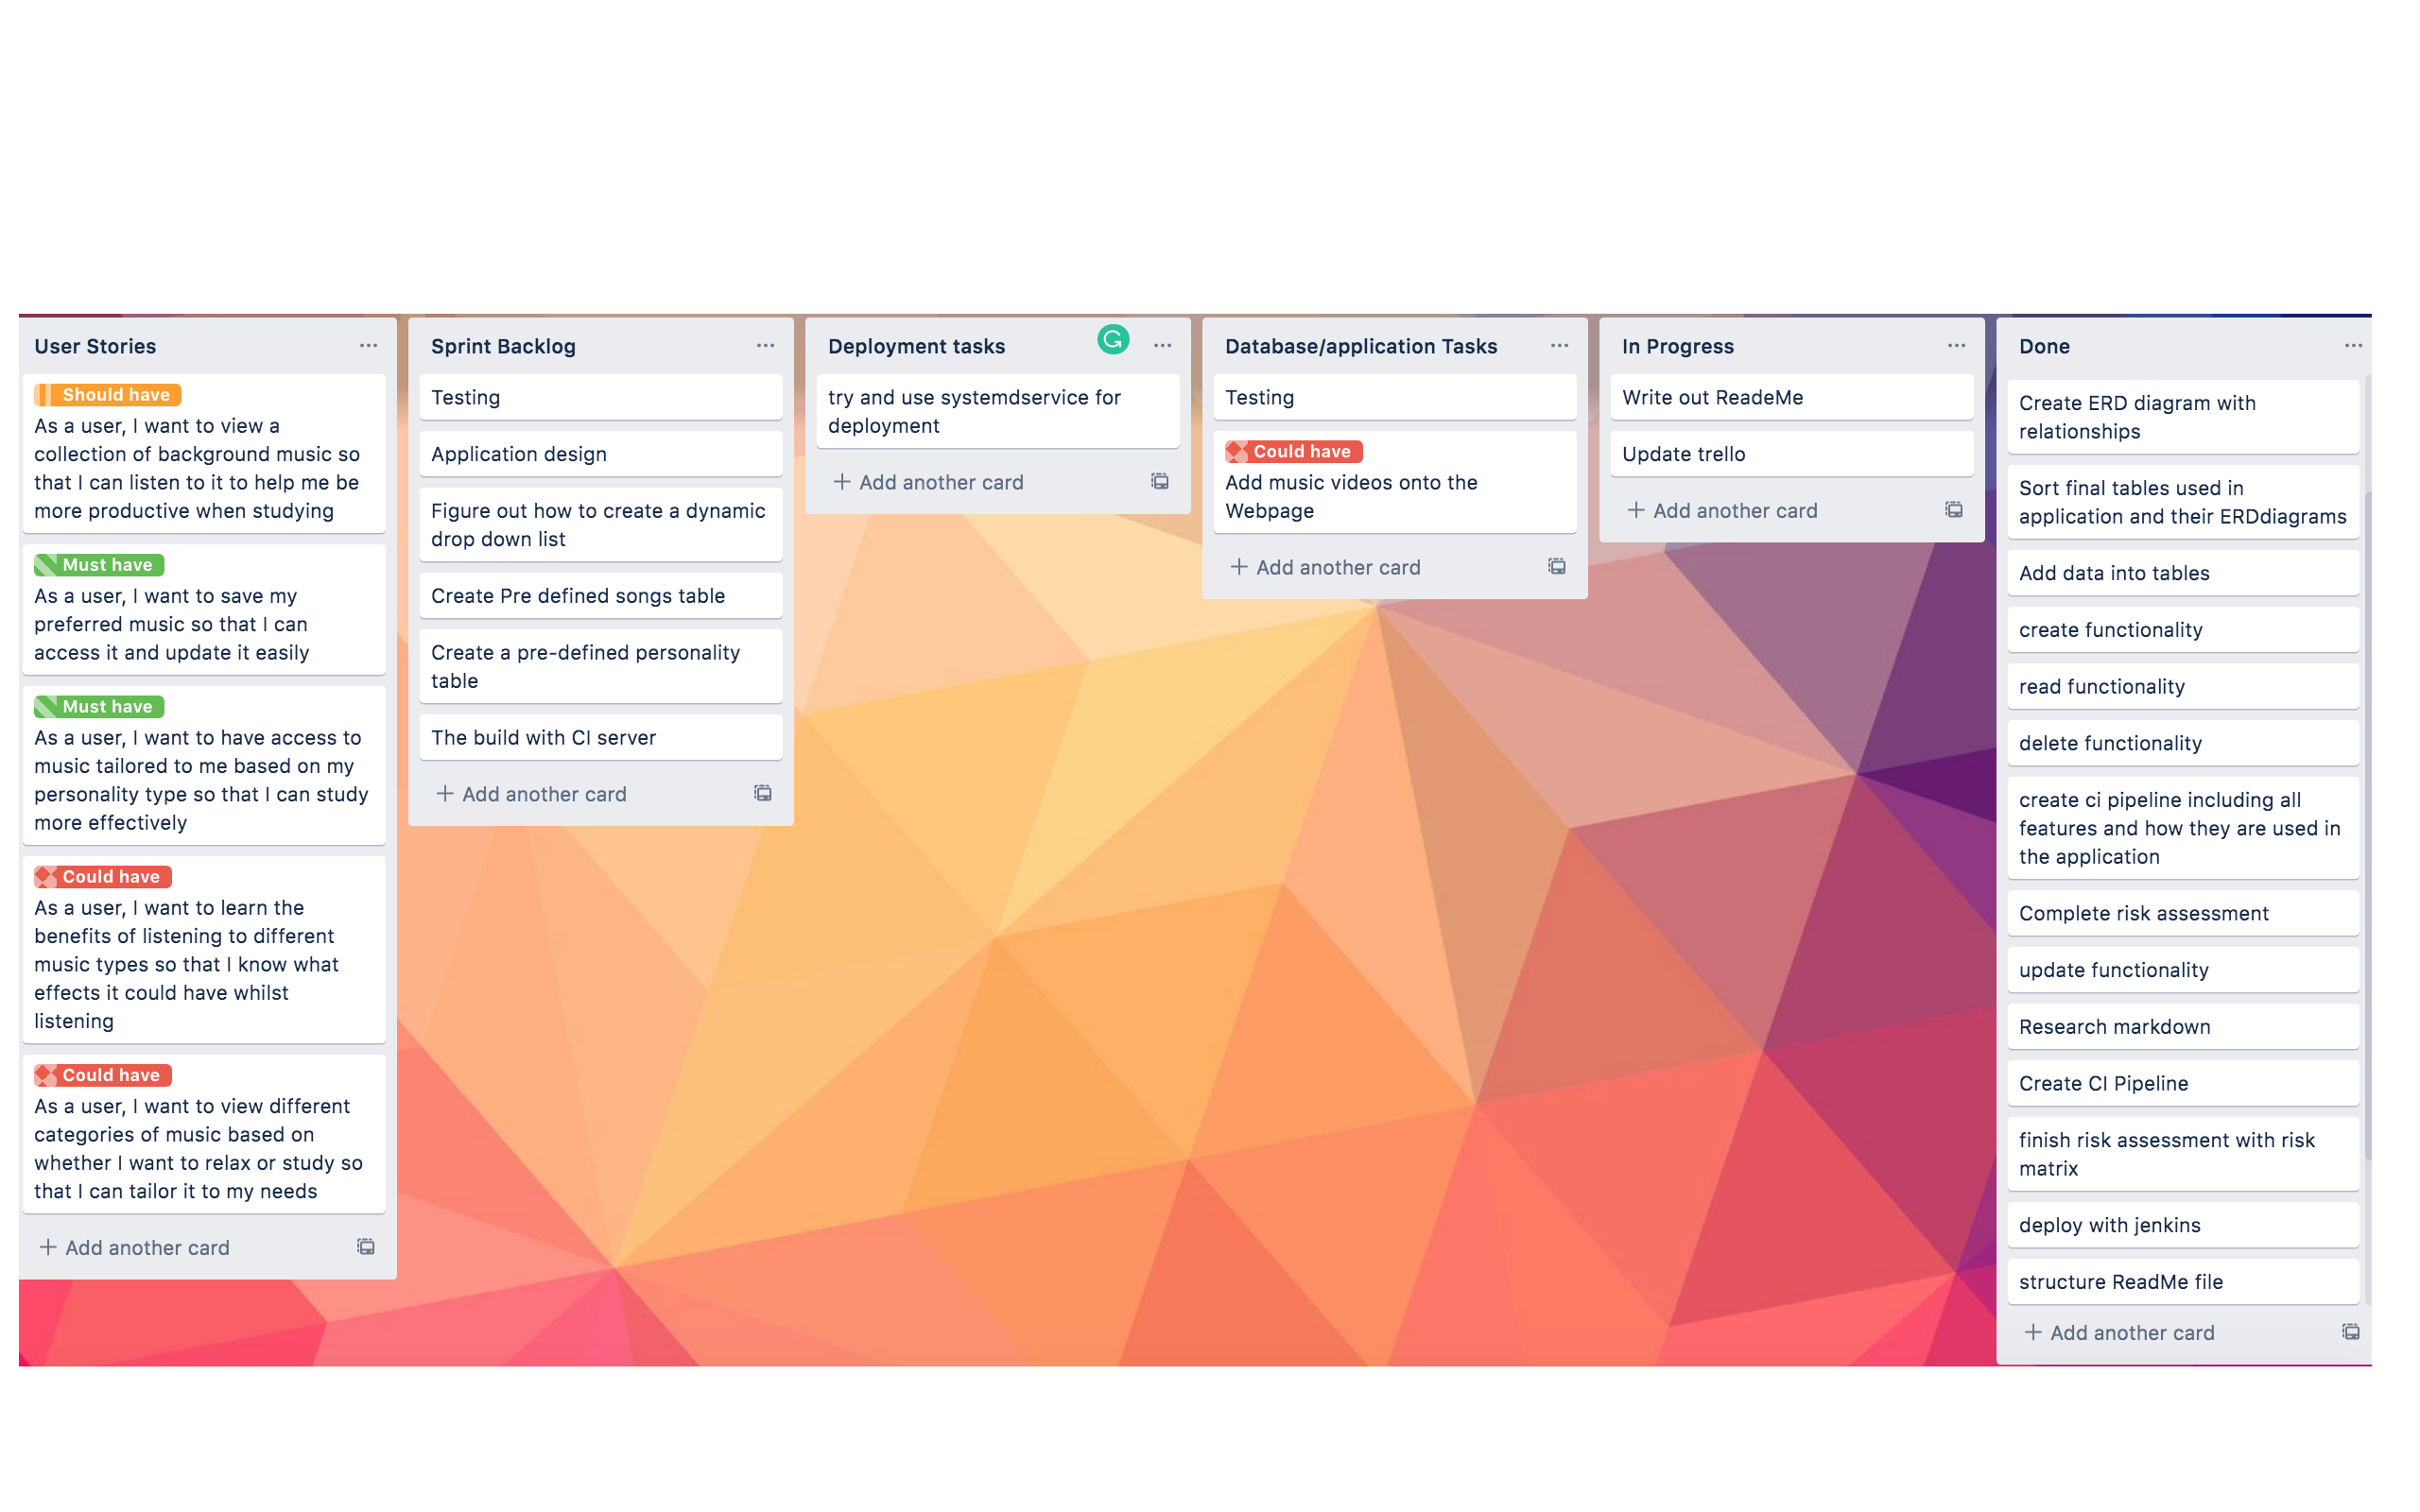 User Stories
Should have
As a user, I want to view a
collection of background music so
that I can listen to it to help me be
more productive when studying
Must have
As a user, I want to save my
preferred music so that I can
access it and update it easily
Must have
As a user, I want to have access to
music tailored to me based on my
personality type so that I can study
more effectively
Could have
As a user, I want to learn the
benefits of listening to different
music types so that I know what
effects it could have whilst
listening
Could have
As a user, I want to view different
categories of music based on
whether I want to relax or study so
that I can tailor it to my needs
+ Add another card
Sprint Backlog
Testing
Application design
Figure out how to create a dynamic
drop down list
Create Pre defined songs table
Create a pre-defined personality
table
The build with CI server
+ Add another card
Deployment tasks
try and use systemdservice for
deployment
+ Add another card
Database/application Tasks
Testing
Could have
Add music videos onto the
Webpage
+ Add another card
In Progress
Write out ReadeMe
Update trello
+ Add another card
Done
Create ERD diagram with
relationships
Sort final tables used in
application and their ERDdiagrams
Add data into tables
create functionality
read functionality
delete functionality
create ci pipeline including all
features and how they are used in
the application
Complete risk assessment
update functionality
Research markdown
Create CI Pipeline
finish risk assessment with risk
matrix
deploy with jenkins
structure ReadMe file
+ Add another card